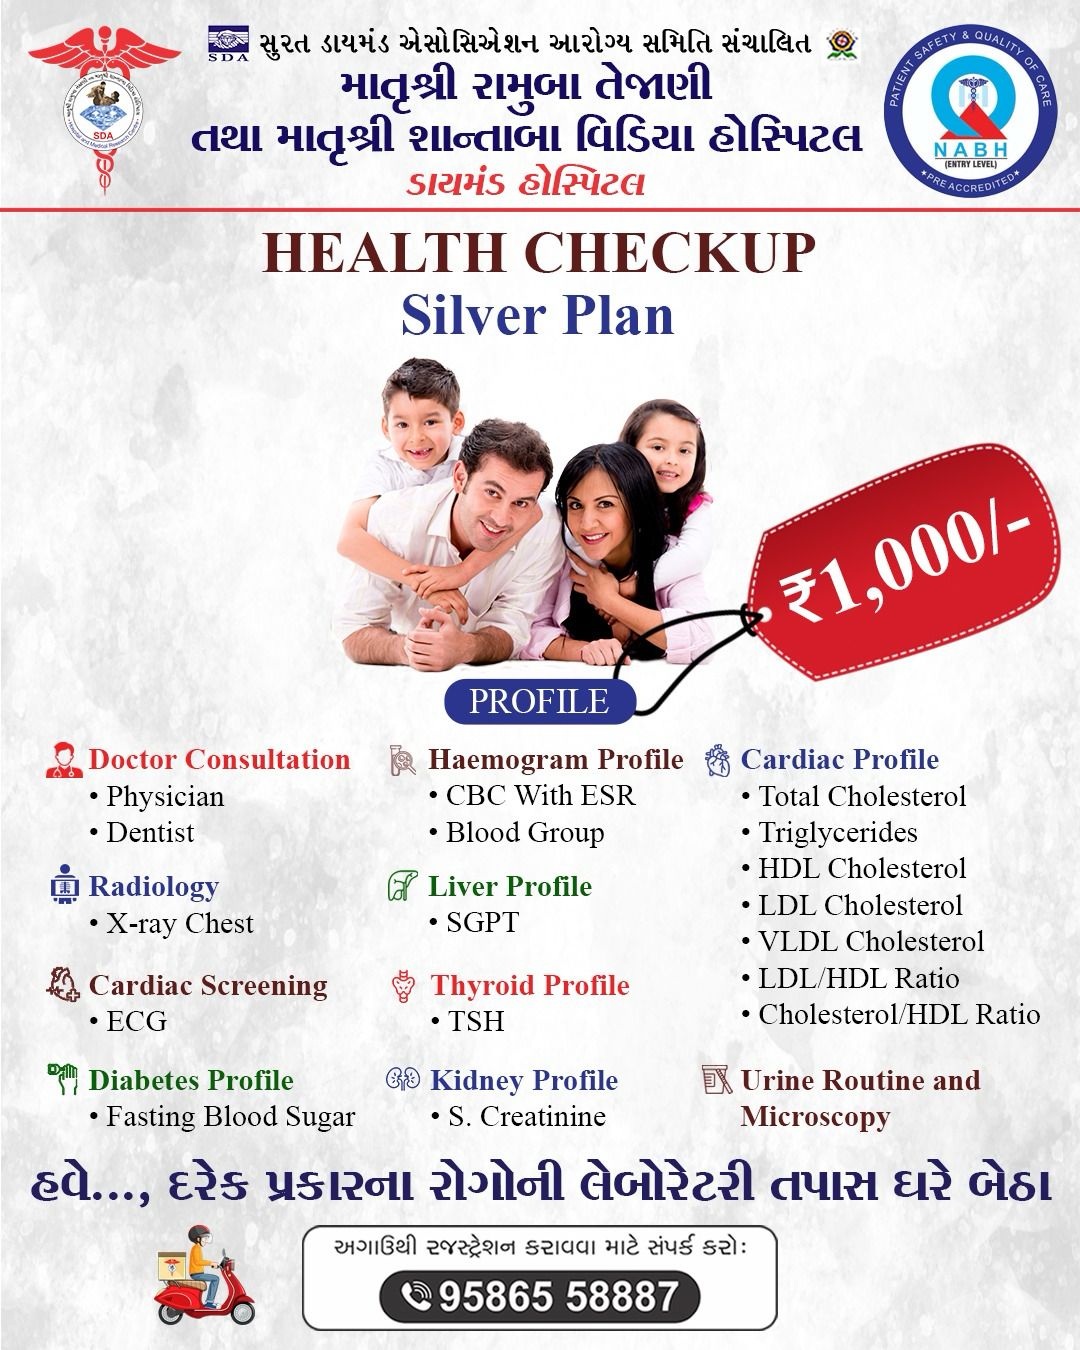 SDA
સુરત ડાયમંડ એસોસિએશન આરોગ્ય સમિતિ સંચાલિત
માતૃશ્રી રામુબા તેજાણી
તથા માતૃશ્રી શાન્તાબા વિડિયા હોસ્પિટલ
ડાયમંડ હોસ્પિટલ
SDA
PATIENT SAFETY & QUALITY OF CARE
NABH
(ENTRY LEVEL)
★PRE ACCREDITED★
HEALTH CHECKUP
Silver Plan
₹1,000/-
PROFILE
Doctor Consultation
• Physician
• Dentist
Radiology
• X-ray Chest
Cardiac Screening
• ECG
Diabetes Profile
• Fasting Blood Sugar
Haemogram Profile
• CBC With ESR
• Blood Group
Liver Profile
• SGPT
Thyroid Profile
• TSH
Kidney Profile
• S. Creatinine
Cardiac Profile
• Total Cholesterol
• Triglycerides
• HDL Cholesterol
• LDL Cholesterol
• VLDL Cholesterol
• LDL/HDL Ratio
• Cholesterol/HDL Ratio
Urine Routine and
Microscopy
હવે..., દરેક પ્રકારના રોગોની લેબોરેટરી તપાસ ઘરે બેઠા
અગાઉથી રજસ્ટ્રેશન કરાવવા માટે સંપર્ક કરો:
95865 58887